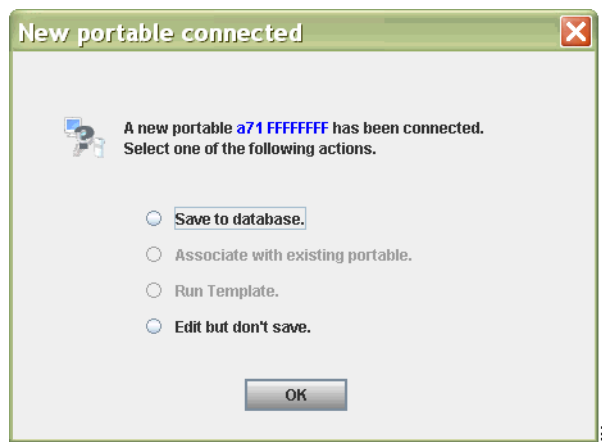 New portable connected
A new portable a71 FFFFFFFF has been connected.
Select one of the following actions.
Save to database.
Associate with existing portable.
Run Template.
Edit but don't save.
OK